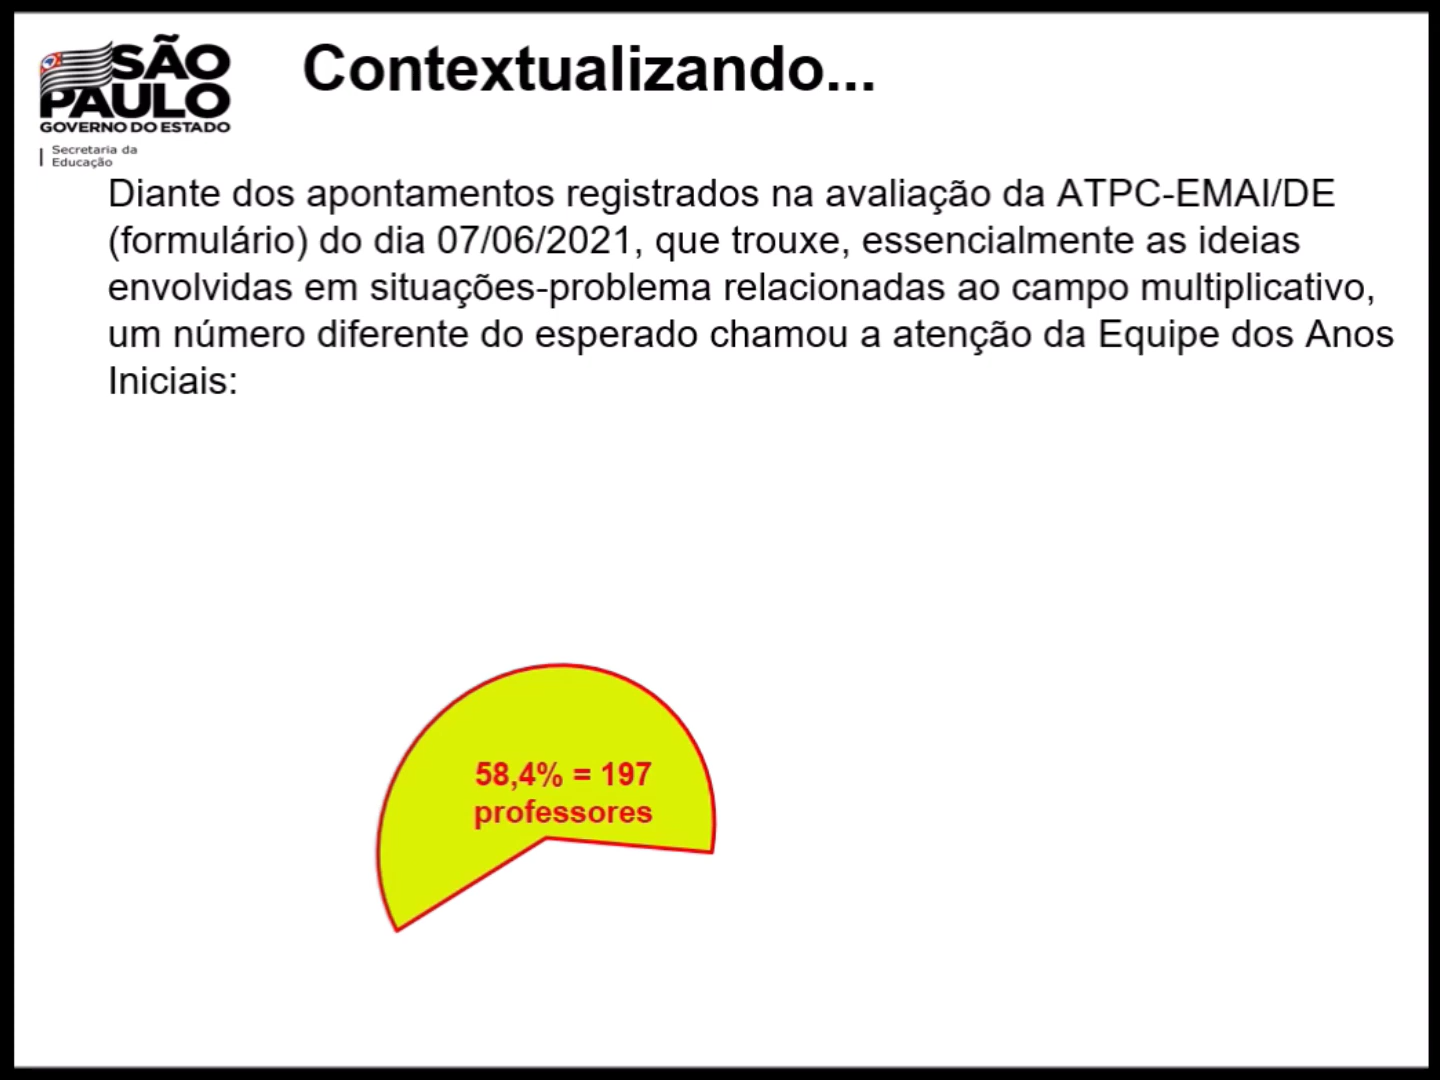 SÃO
PAULO
GOVERNO DO ESTADO
Secretaria da
Educação
Contextualizando...
Diante dos apontamentos registrados na avaliação da ATPC-EMAI/DE
(formulário) do dia 07/06/2021, que trouxe, essencialmente as ideias
envolvidas em situações-problema relacionadas ao campo multiplicativo,
um número diferente do esperado chamou a atenção da Equipe dos Anos
Iniciais:
58,4% = 197
professores